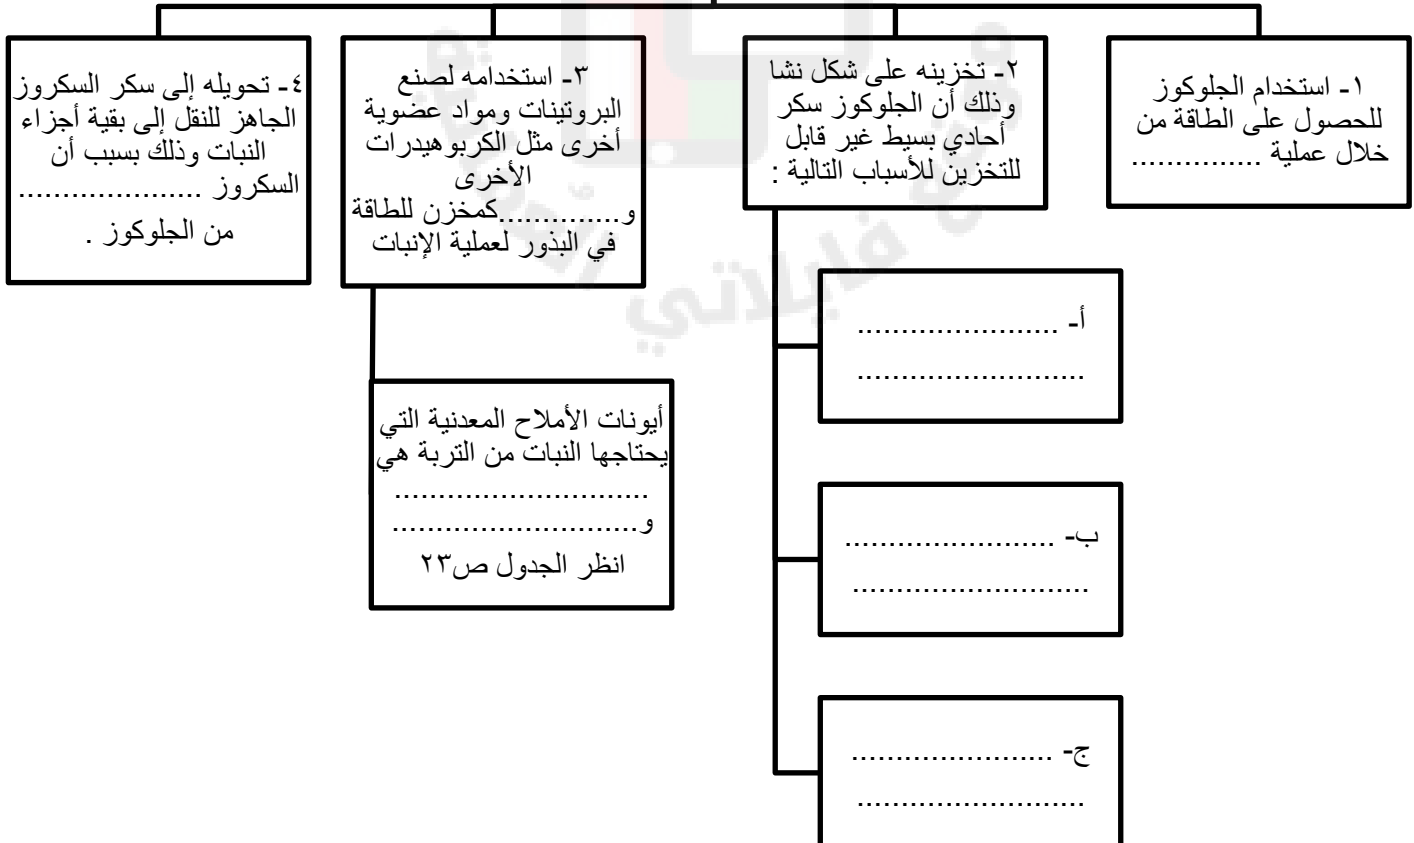 ١- استخدام الجلوكوز
للحصول على الطاقة من
خلال عملية ...............
٢- تخزينه على شكل نشا
وذلك أن الجلوكوز سكر
أحادي بسيط غير قابل
للتخزين للأسباب التالية :
أ- .......................
..........................
ب- ........................
...........................
ج- .......................
..........................
٣- استخدامه لصنع
البروتينات ومواد عضوية
أخرى مثل الكربوهيدرات
الأخرى
و..............كمخزن للطاقة
في البذور لعملية الإنبات
أيونات الأملاح المعدنية التي
يحتاجها النبات من التربة هي
.............................
و............................
انظر الجدول ص٢٣
٤- تحويله إلى سكر السكروز
الجاهز للنقل إلى بقية أجزاء
النبات وذلك بسبب أن
السكروز .....................
من الجلوكوز .